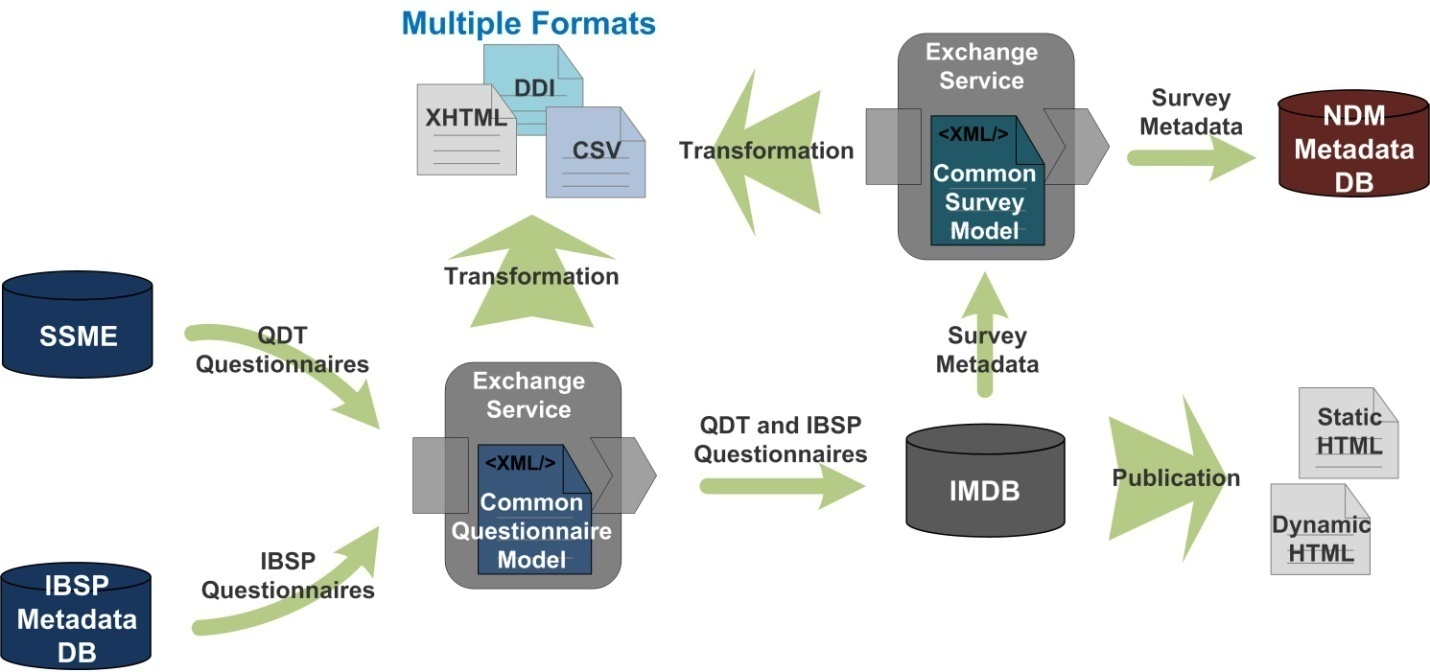 Multiple Formats
DDI
XHTML
CSV
Transformation
Exchange
Service
<XML/>
Common
Survey
Model
Survey
Metadata
NDM
Metadata
DB
Transformation
SSME
QDT
Questionnaires
Survey
Metadata
Exchange
Service
<XML/>
Common
Questionnaire
Model
QDT and IBSP
Questionnaires
IMDB
Publication
Static
HTML
Dynamic
HTML
IBSP
Questionnaires
IBSP
Metadata
DB